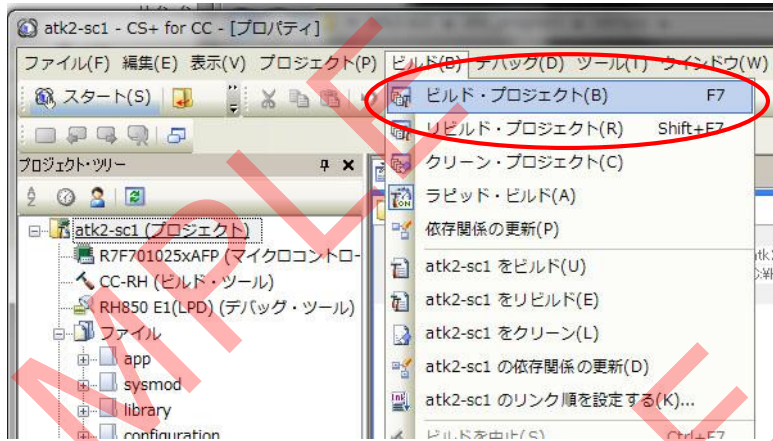 atk2-sc1 - CS+ for CC - [プロパティ]
ファイル(F) 編集(E) 表示(V) プロジェクト(P) ビルド(B) デバッグ(D) ツール(T) ウインドウ(W)
スタート(S)
ビルド・プロジェクト(B) F7
リビルド・プロジェクト(R) Shift+F7
クリーン・プロジェクト(C)
ラピッド・ビルド(A)
依存関係の更新(P)
atk2-sc1 をビルド(U)
atk2-sc1 をリビルド(E)
atk2-sc1 をクリーン(L)
atk2-sc1 の依存関係の更新(D)
atk2-sc1 のリンク順を設定する(K)...
ビルドを中止(S) Ctrl+F7
プロジェクト・ツリー
atk2-sc1 (プロジェクト)
R7F701025xAFP (マイクロコントロー
CC-RH (ビルド・ツール)
RH850 E1(LPD) (デバッグ・ツール)
ファイル
app
sysmod
library
configuration
MPLE